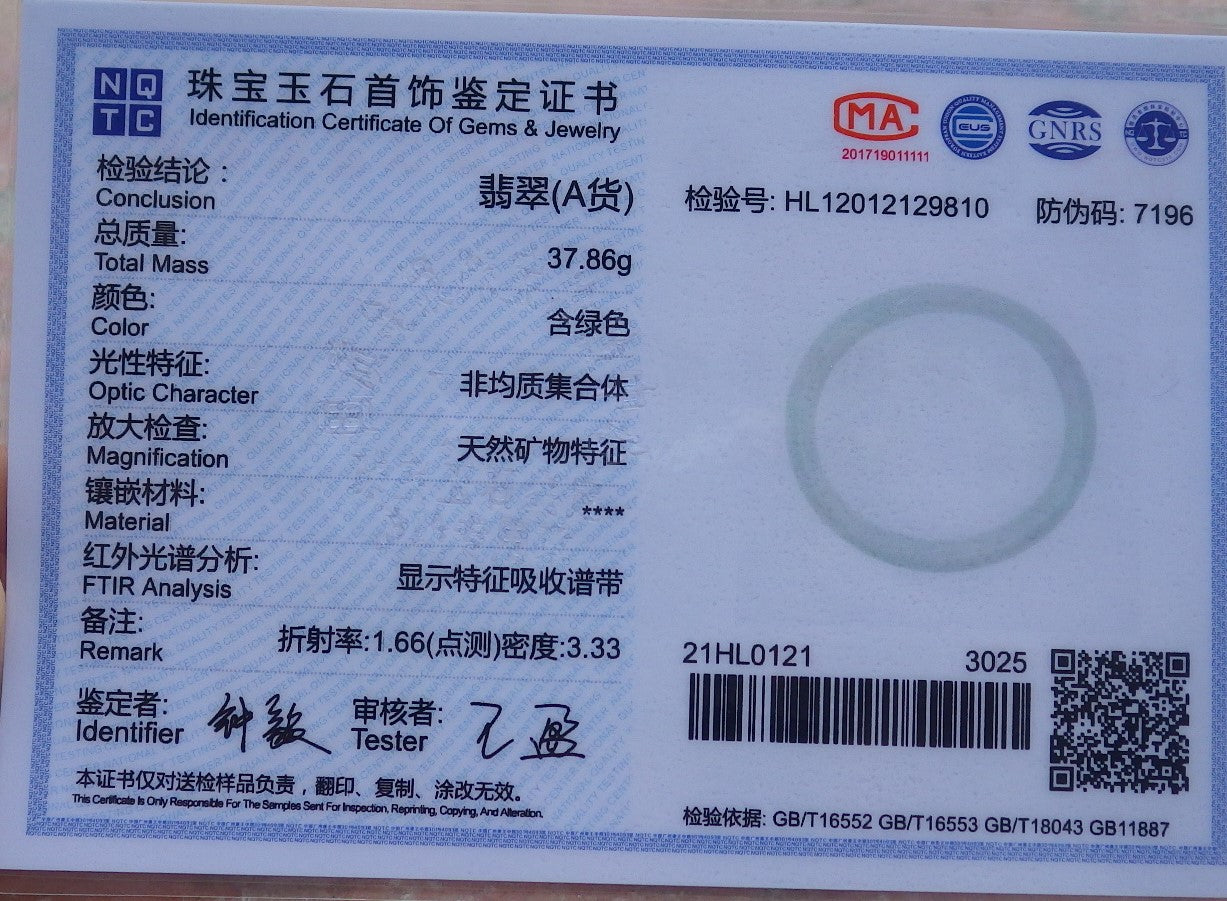 NQTC
珠宝玉石首饰鉴定证书
Identification Certificate Of Gems & Jewelry
检验结论：
Conclusion
翡翠(A货)
总质量:
Total Mass
37.86g
颜色:
Color
含绿色
光性特征:
Optic Character
非均质集合体
放大检查:
Magnification
天然矿物特征
镶嵌材料:
Material
****
红外光谱分析:
FTIR Analysis
显示特征吸收谱带
备注:
Remark
折射率:1.66(点测)密度:3.33
鉴定者:
Identifier
审核者:
Tester
本证书仅对送检样品负责，翻印、复制、涂改无效。
This Certificate Is Only Responsible For The Samples Sent For Inspection, Reprinting, Copying, And Alteration.
MA
201719011111
EUS
GNRS
检验号: HL12012129810
防伪码: 7196
21HL0121
3025
检验依据: GB/T16552 GB/T16553 GB/T18043 GB11887